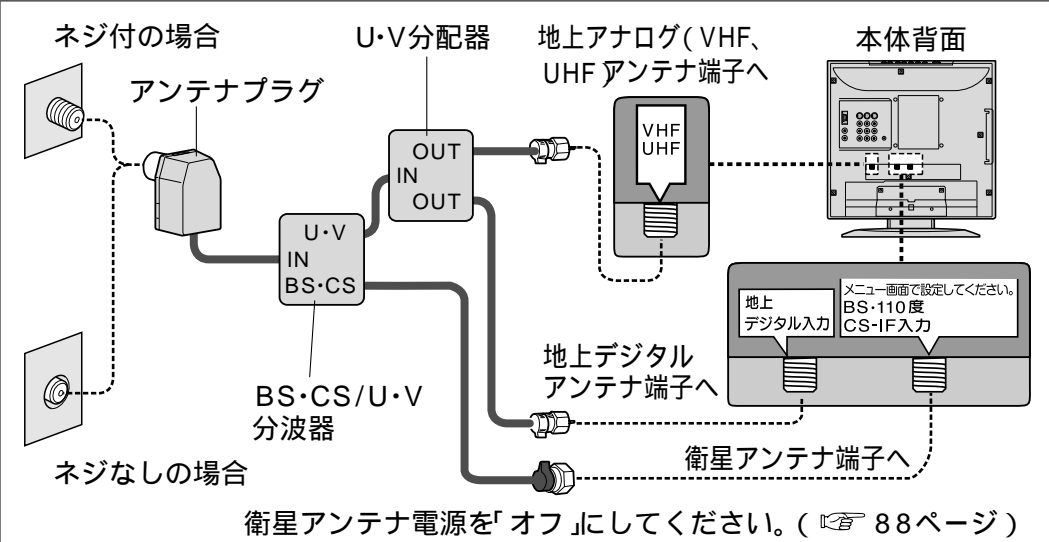 ネジ付の場合
アンテナプラグ
U・V分配器
地上アナログ(VHF、
UHF)アンテナ端子へ
本体背面
OUT
IN
OUT
VHF
UHF
U・V
IN
BS・CS
地上
デジタル入力
メニュー画面で設定してください。
BS・110度
CS-IF入力
地上デジタル
アンテナ端子へ
BS・CS/U・V
分波器
ネジなしの場合
衛星アンテナ端子へ
衛星アンテナ電源を「オフ」にしてください。(☞ 88ページ)